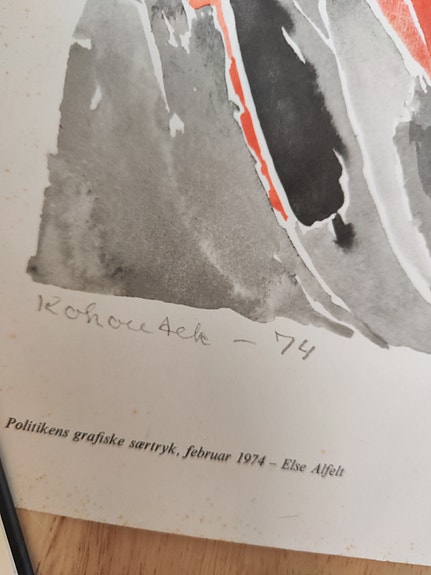 Kohoutek – 74
Politikens grafiske særtryk, februar 1974 – Else Alfelt